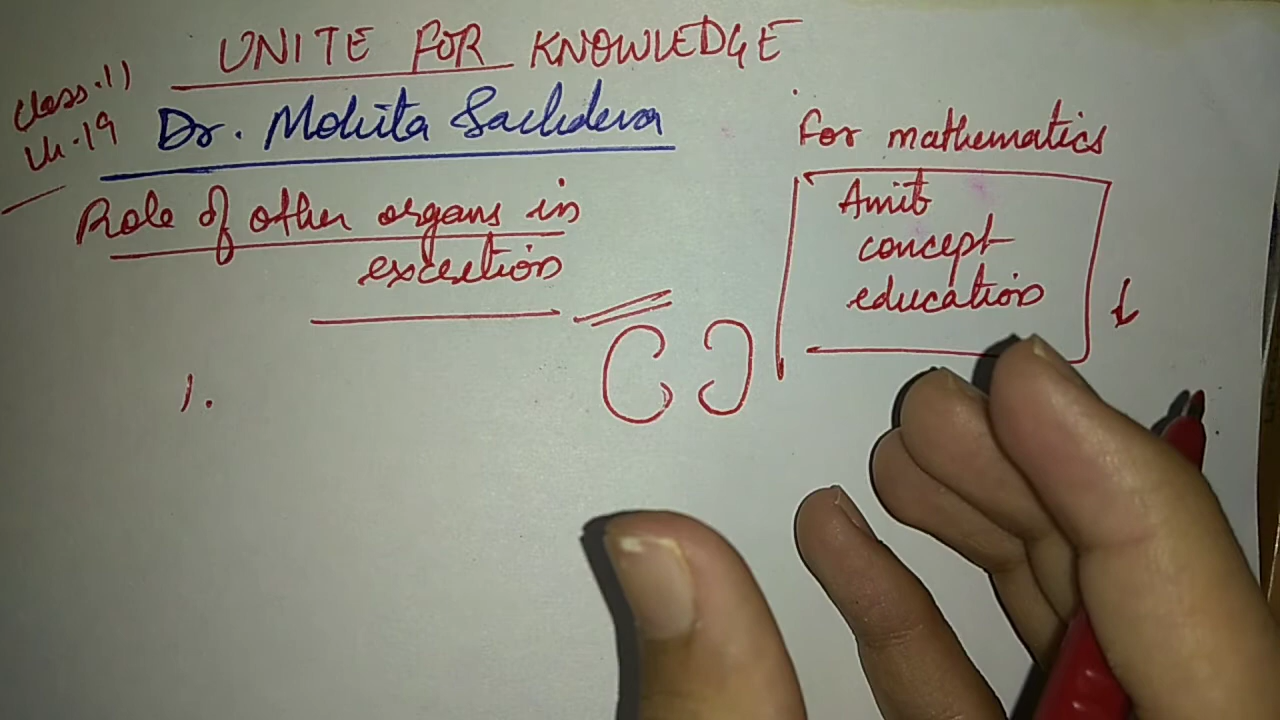 UNITE FOR KNOWLEDGE
Class.11
Ch.19
Dr. Mohita Sachdeva
Role of other organs in
excretion
1.
For mathematics
Amit
concept
education